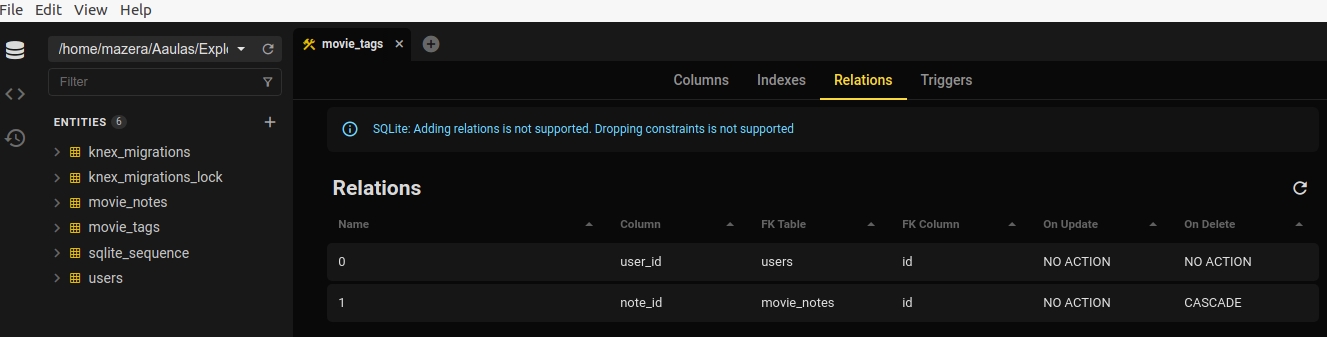 File Edit View Help
/home/mazera/Aaulas/Expl
movie_tags
Filter
Columns Indexes Relations Triggers
ENTITIES 6
SQLite: Adding relations is not supported. Dropping constraints is not supported
knex_migrations
knex_migrations_lock
movie_notes
movie_tags
sqlite_sequence
users
Relations
Name Column FK Table FK Column On Update On Delete
0 user_id users id NO ACTION NO ACTION
1 note_id movie_notes id NO ACTION CASCADE